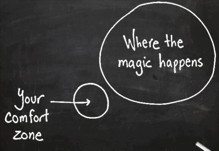 Where the
magic happens
Your
comfort
zone